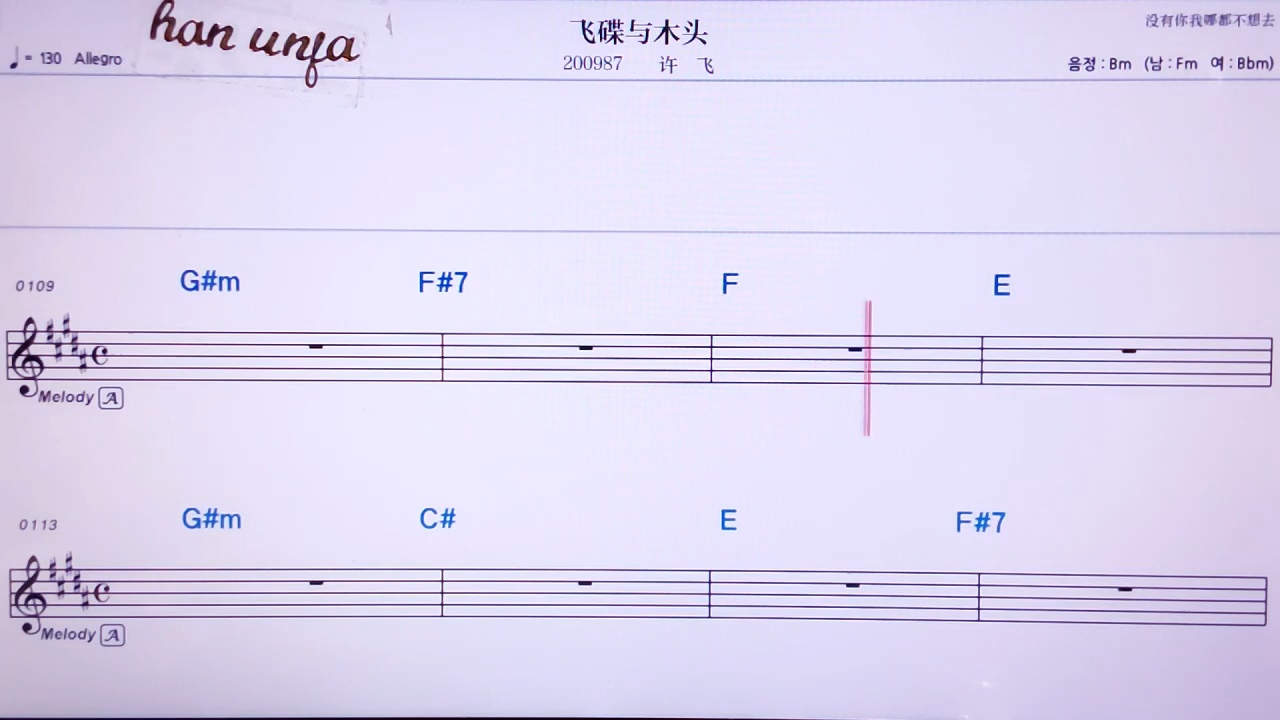 han unfa
飞碟与木头
没有你我哪都不想去
♩= 130 Allegro
200987 许 飞
음정 : Bm (남 : Fm 여 : Bbm)
0109 G#m F#7 F E
Melody A
0113 G#m C# E F#7
Melody A